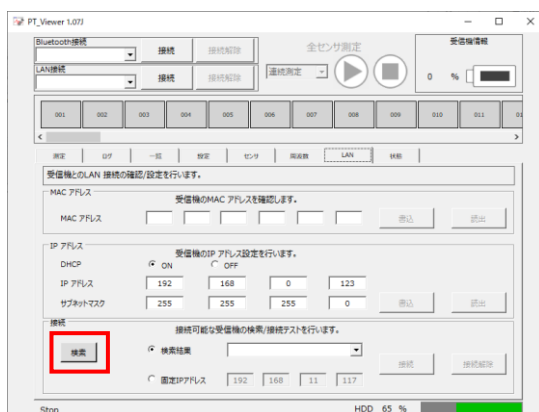 PT_Viewer 1.07J
Bluetooth接続
接続
接続解除
LAN接続
接続
接続解除
全センサ測定
連続測定
受信機情報
0 %
001 002 003 004 005 006 007 008 009 010 011 01
測定 ログ 一覧 設定 センサ 周波数 LAN 状態
受信機とのLAN 接続の確認/設定を行います。
MAC アドレス
受信機のMAC アドレスを確認します。
MAC アドレス
書込 読出
IP アドレス
受信機のIP アドレス設定を行います。
DHCP ON OFF
IP アドレス 192 168 0 123
サブネットマスク 255 255 255 0 書込 読出
接続
接続可能な受信機の検索/接続テストを行います。
検索
検索結果
接続 接続解除
固定IPアドレス 192 168 11 117
Stop HDD 65 %